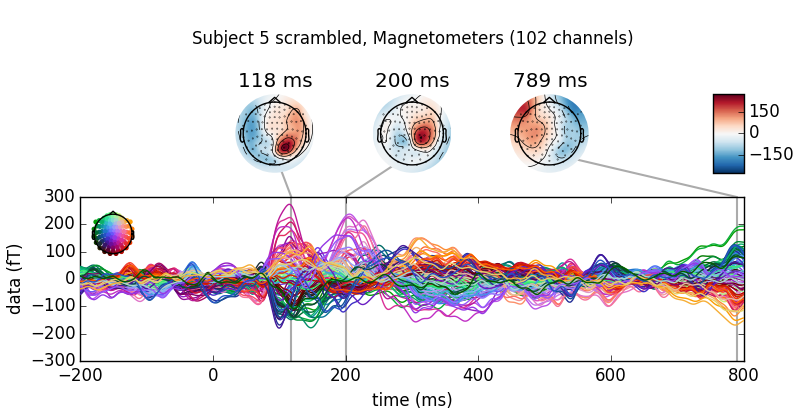 Subject 5 scrambled, Magnetometers (102 channels)
118 ms 200 ms 789 ms
150
0
−150
300
200
100
0
−100
−200
−300
data (fT)
−200 0 200 400 600 800
time (ms)